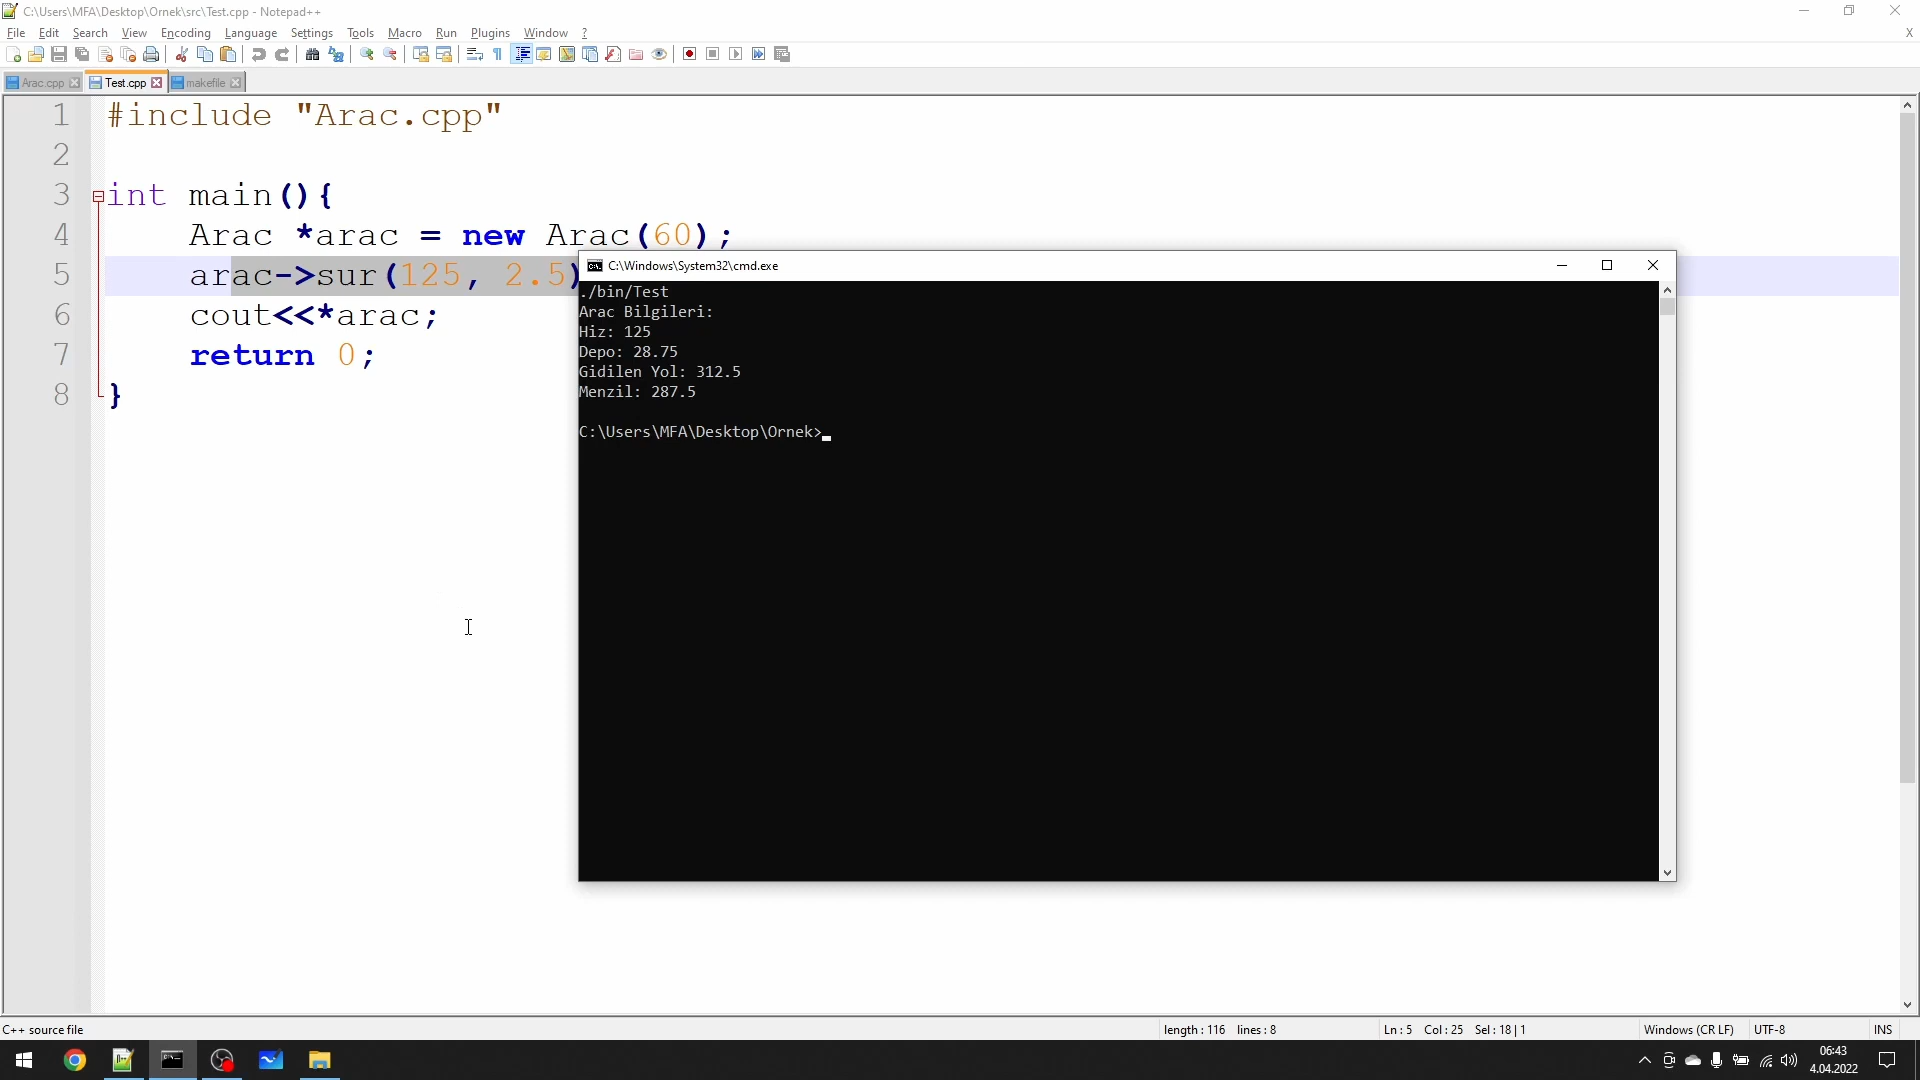 C:\Users\MFA\Desktop\Ornek\src\Test.cpp - Notepad++
File Edit Search View Encoding Language Settings Tools Macro Run Plugins Window ? X
Arac.cpp Test.cpp makefile
1 #include "Arac.cpp"
2
3 int main(){
4 Arac *arac = new Arac(60);
5 arac->sur(125, 2.5)
6 cout<<*arac;
7 return 0;
8 }
C:\Windows\System32\cmd.exe
./bin/Test
Arac Bilgileri:
Hiz: 125
Depo: 28.75
Gidilen Yol: 312.5
Menzil: 287.5
C:\Users\MFA\Desktop\Ornek>
C++ source file length : 116 lines : 8 Ln : 5 Col : 25 Sel : 18 | 1 Windows (CR LF) UTF-8 INS
06:43
4.04.2022